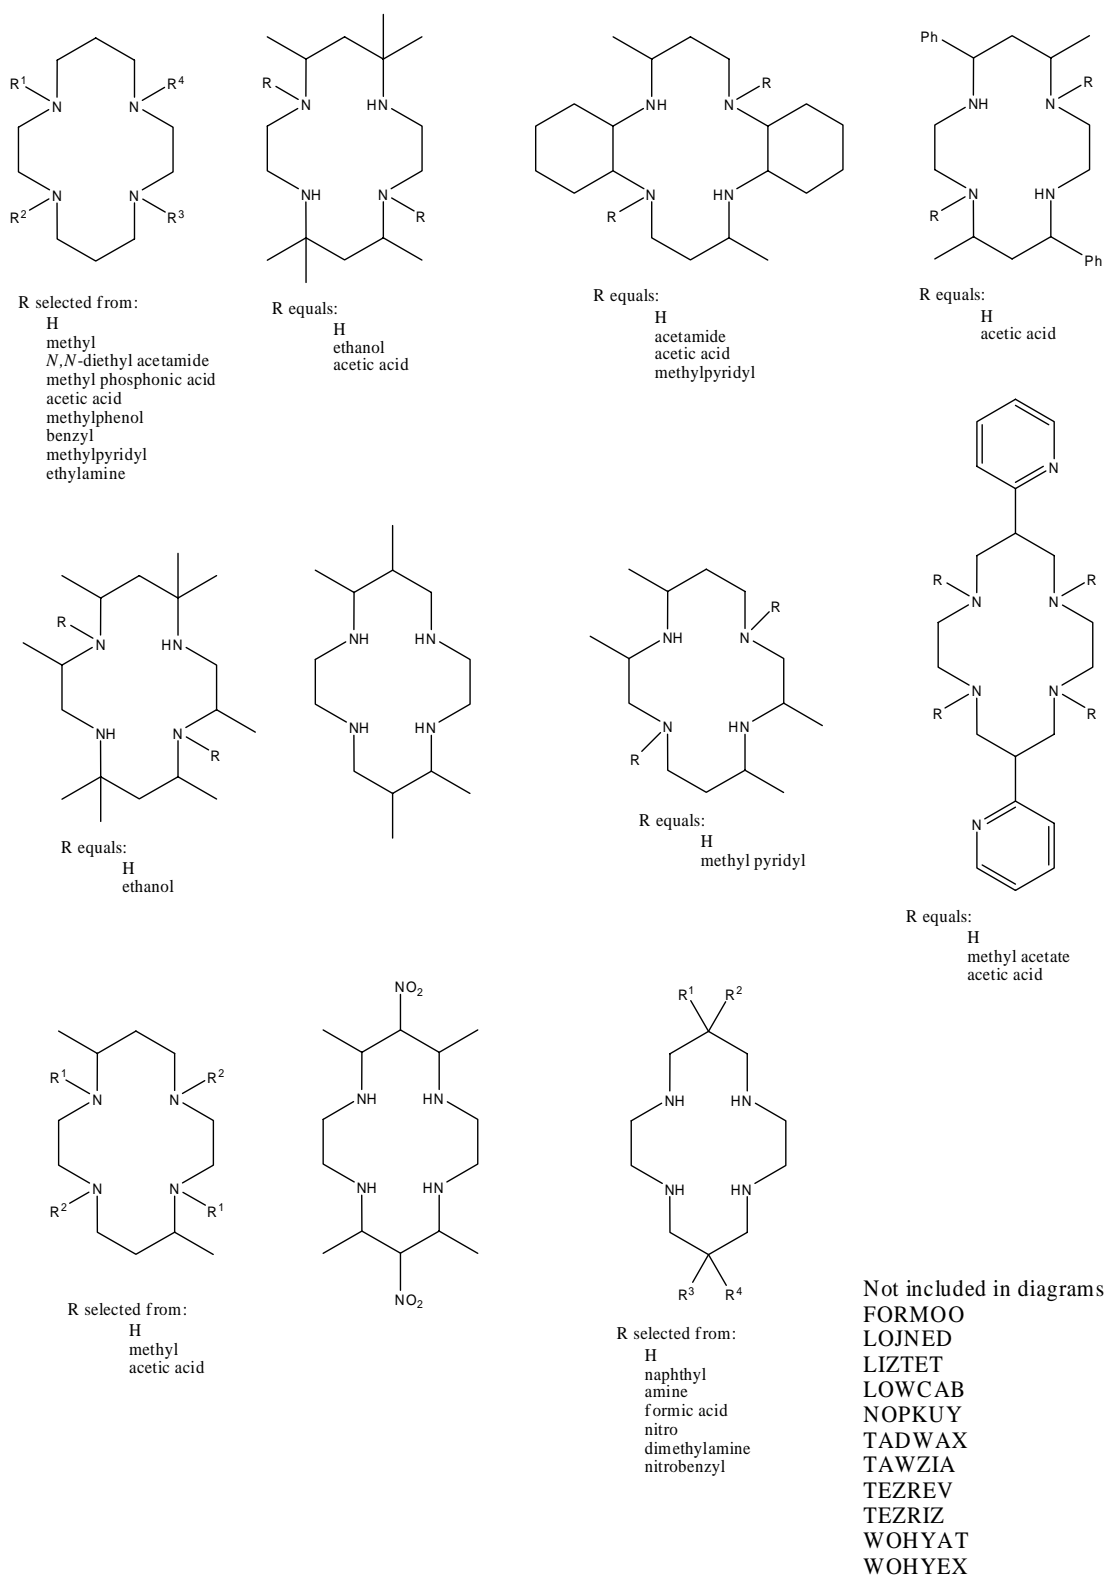 R¹ R⁴
N N
N N
R² R³
R selected from:
H
methyl
N,N-diethyl acetamide
methyl phosphonic acid
acetic acid
methylphenol
benzyl
methylpyridyl
ethylamine
R
N HN
NH N
R
R equals:
H
ethanol
acetic acid
R
NH N
N HN
R
R equals:
H
acetamide
acetic acid
methylpyridyl
Ph
R
NH N
N HN
R
Ph
R equals:
H
acetic acid
R
N HN
NH N
R
R equals:
H
ethanol
NH HN
NH HN
R
NH N
N HN
R
R equals:
H
methyl pyridyl
N
R R
N N
N N
R R
N
R equals:
H
methyl acetate
acetic acid
R¹ R²
N N
N N
R² R¹
R selected from:
H
methyl
acetic acid
NO₂
NH HN
NH HN
NO₂
R¹ R²
NH HN
NH HN
R³ R⁴
R selected from:
H
naphthyl
amine
formic acid
nitro
dimethylamine
nitrobenzyl
Not included in diagrams
FORMOO
LOJNED
LIZTET
LOWCAB
NOPKUY
TADWAX
TAWZIA
TEZREV
TEZRIZ
WOHYAT
WOHYEX